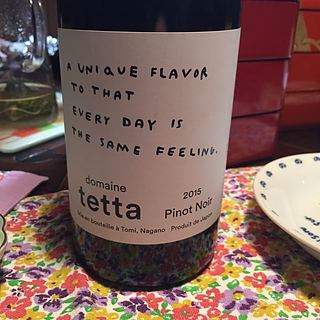 A UNIQUE FLAVOR
TO THAT
EVERY DAY IS
THE SAME FEELING.
domaine
tetta
2015
Pinot Noir
Mis en bouteille à Tomi, Nagano Produit de Japon